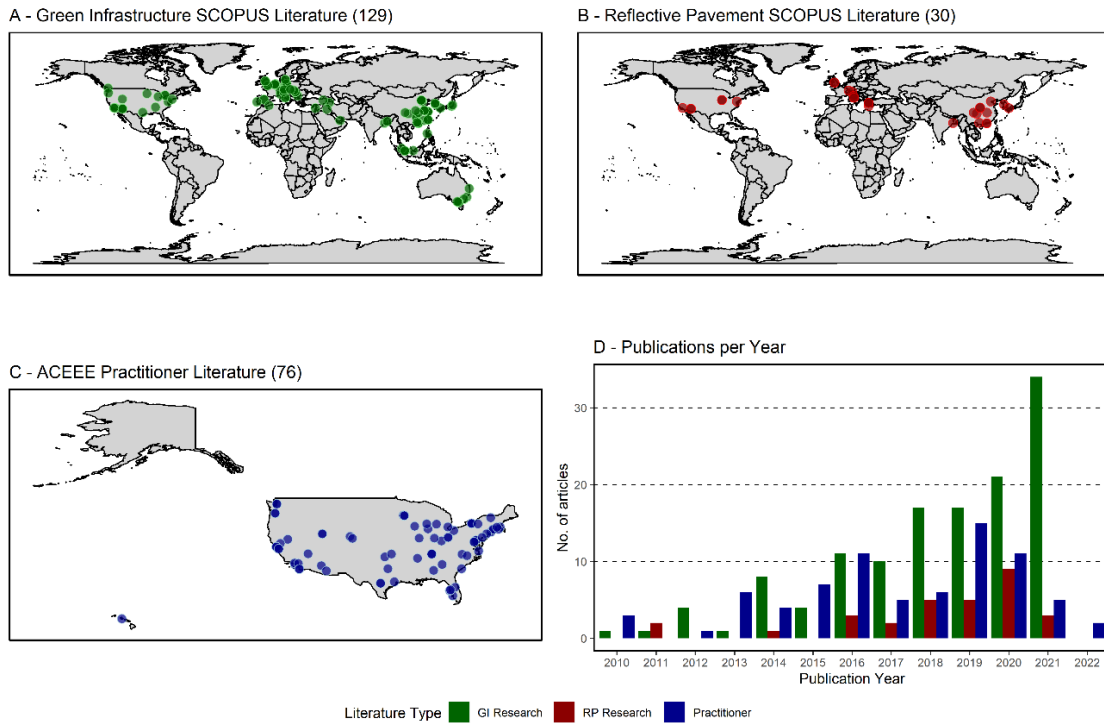 A - Green Infrastructure SCOPUS Literature (129)
B - Reflective Pavement SCOPUS Literature (30)
C - ACEEE Practitioner Literature (76)
D - Publications per Year
No. of articles
30
20
10
0
2010 2011 2012 2013 2014 2015 2016 2017 2018 2019 2020 2021 2022
Publication Year
Literature Type GI Research RP Research Practitioner